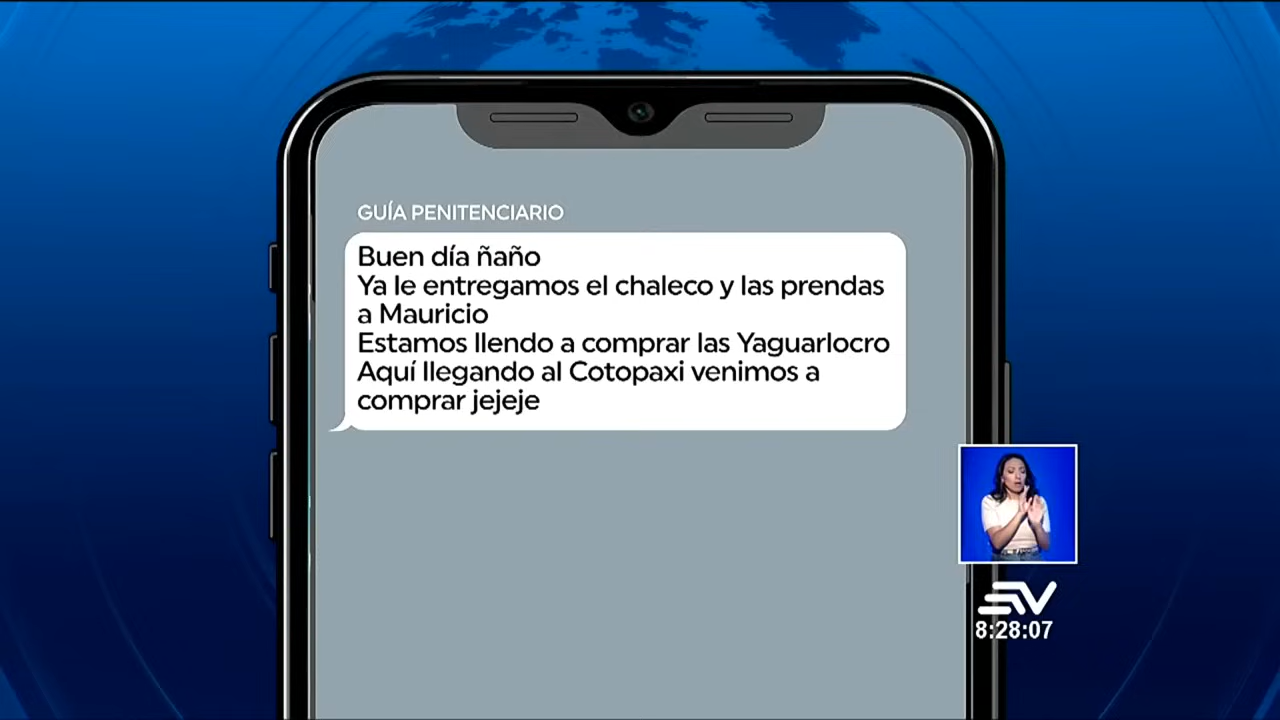 GUÍA PENITENCIARIO
Buen día ñaño
Ya le entregamos el chaleco y las prendas
a Mauricio
Estamos llendo a comprar las Yaguarlocro
Aquí llegando al Cotopaxi venimos a
comprar jejeje
8:28:07